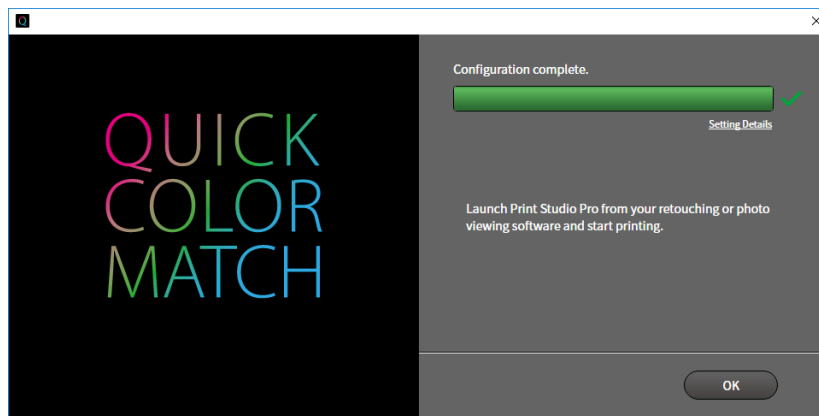 Q
QUICK
COLOR
MATCH
Configuration complete.
Setting Details
Launch Print Studio Pro from your retouching or photo
viewing software and start printing.
OK